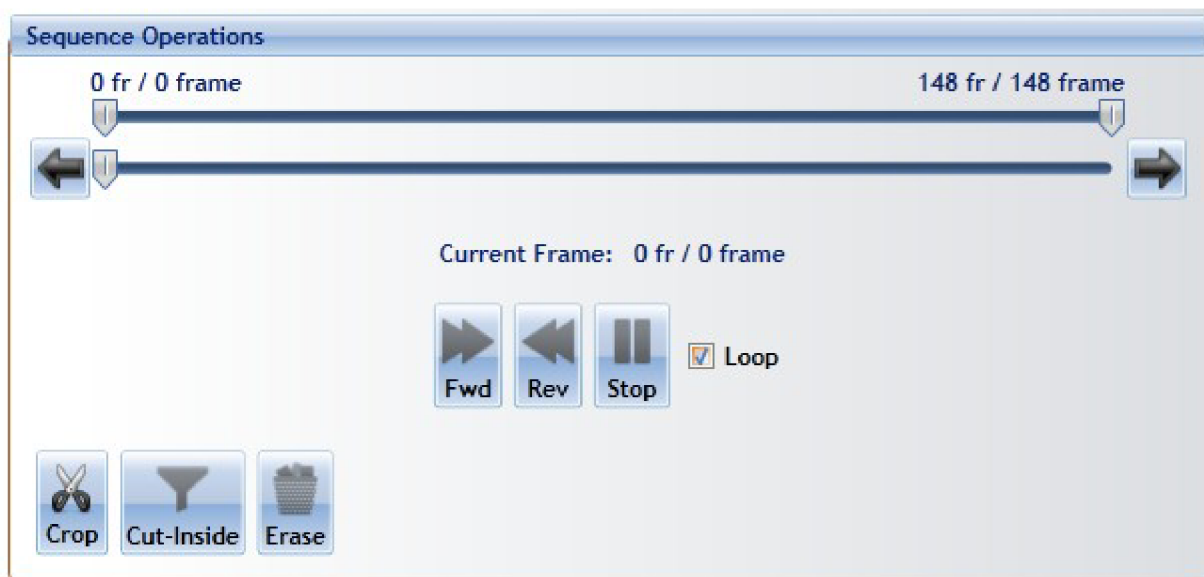 Sequence Operations
0 fr / 0 frame 148 fr / 148 frame
Current Frame: 0 fr / 0 frame
Fwd Rev Stop Loop
Crop Cut-Inside Erase